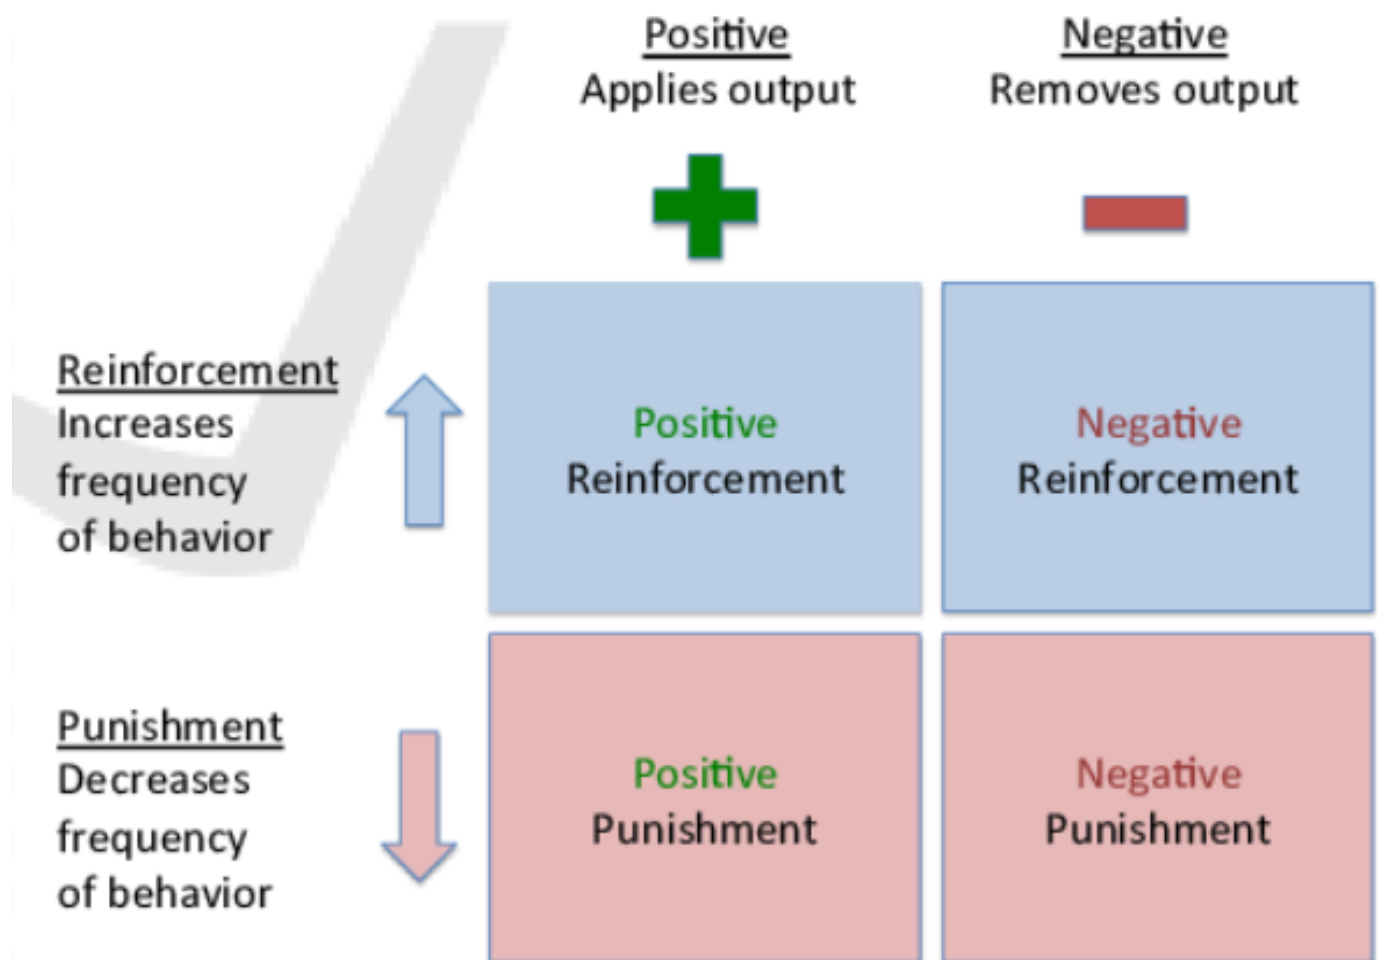 Positive
Applies output
Negative
Removes output
Reinforcement
Increases
frequency
of behavior
Positive
Reinforcement
Negative
Reinforcement
Punishment
Decreases
frequency
of behavior
Positive
Punishment
Negative
Punishment